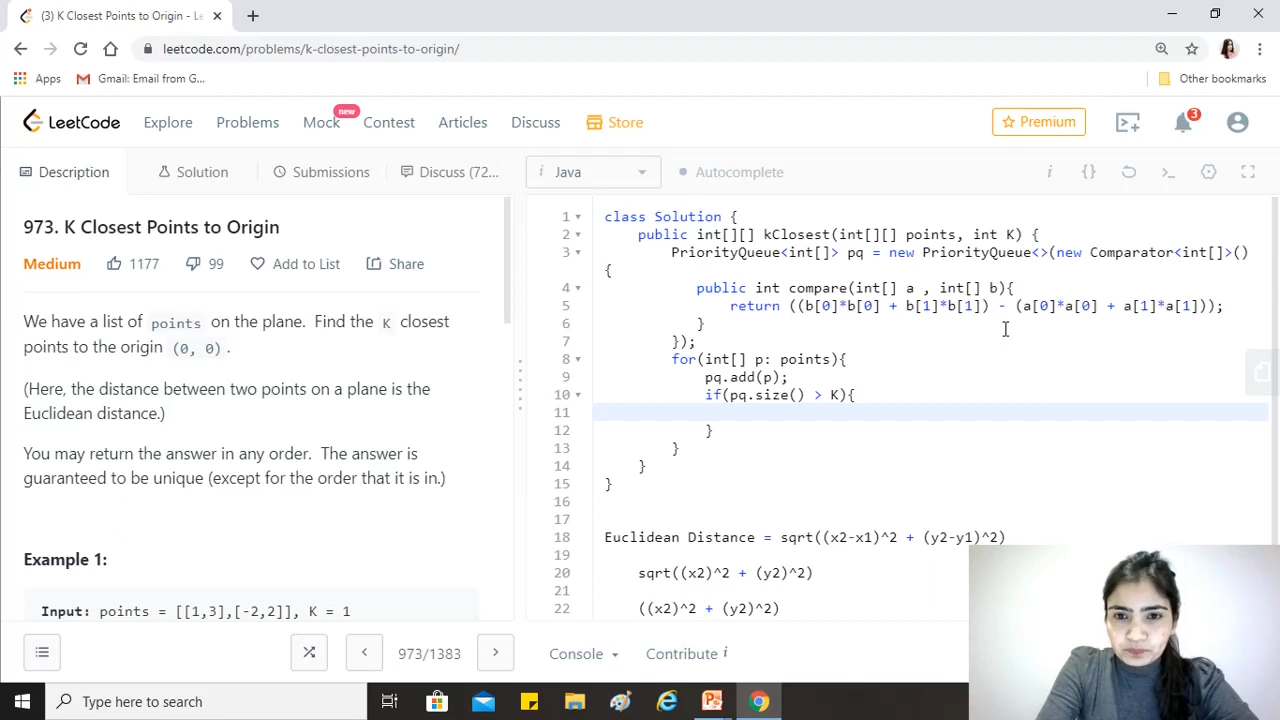 (3) K Closest Points to Origin - Le
leetcode.com/problems/k-closest-points-to-origin/
Apps
Gmail: Email from G...
Other bookmarks
LeetCode
Explore
Problems
Mock
new
Contest
Articles
Discuss
Store
Premium
3
Description
Solution
Submissions
Discuss (72...
i
Java
Autocomplete
i
{}
973. K Closest Points to Origin
Medium
1177
99
Add to List
Share
We have a list of points on the plane. Find the K closest
points to the origin (0, 0) .
(Here, the distance between two points on a plane is the
Euclidean distance.)
You may return the answer in any order. The answer is
guaranteed to be unique (except for the order that it is in.)
Example 1:
Input: points = [[1,3],[-2,2]], K = 1
1 class Solution {
2 public int[][] kClosest(int[][] points, int K) {
3 PriorityQueue<int[]> pq = new PriorityQueue<>(new Comparator<int[]>()
{
4 public int compare(int[] a , int[] b){
5 return ((b[0]*b[0] + b[1]*b[1]) - (a[0]*a[0] + a[1]*a[1]));
6 }
7 });
8 for(int[] p: points){
9 pq.add(p);
10 if(pq.size() > K){
11
12 }
13 }
14 }
15 }
16
17
18 Euclidean Distance = sqrt((x2-x1)^2 + (y2-y1)^2)
19
20 sqrt((x2)^2 + (y2)^2)
21
22 ((x2)^2 + (y2)^2)
973/1383
Console
Contribute i
Type here to search